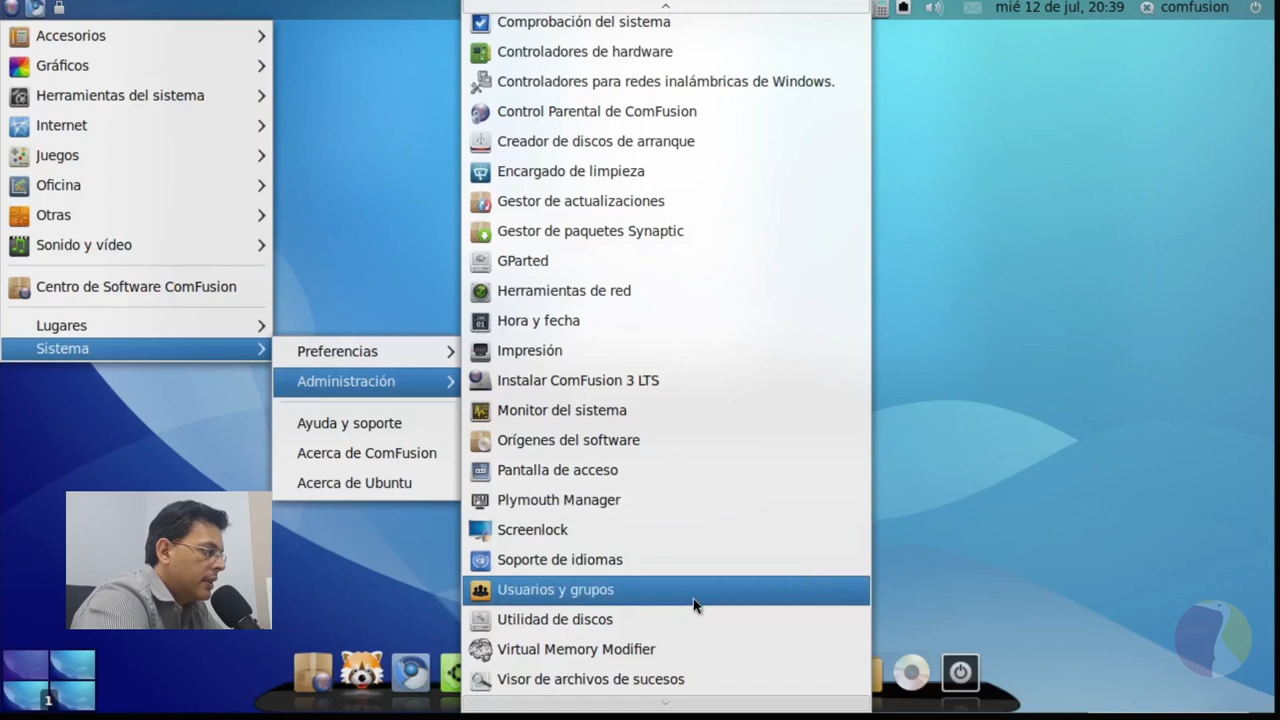 mié 12 de jul, 20:39
comfusion
Accesorios
Gráficos
Herramientas del sistema
Internet
Juegos
Oficina
Otras
Sonido y vídeo
Centro de Software ComFusion
Lugares
Sistema
Preferencias
Administración
Ayuda y soporte
Acerca de ComFusion
Acerca de Ubuntu
Comprobación del sistema
Controladores de hardware
Controladores para redes inalámbricas de Windows.
Control Parental de ComFusion
Creador de discos de arranque
Encargado de limpieza
Gestor de actualizaciones
Gestor de paquetes Synaptic
GParted
Herramientas de red
Hora y fecha
Impresión
Instalar ComFusion 3 LTS
Monitor del sistema
Orígenes del software
Pantalla de acceso
Plymouth Manager
Screenlock
Soporte de idiomas
Usuarios y grupos
Utilidad de discos
Virtual Memory Modifier
Visor de archivos de sucesos
1